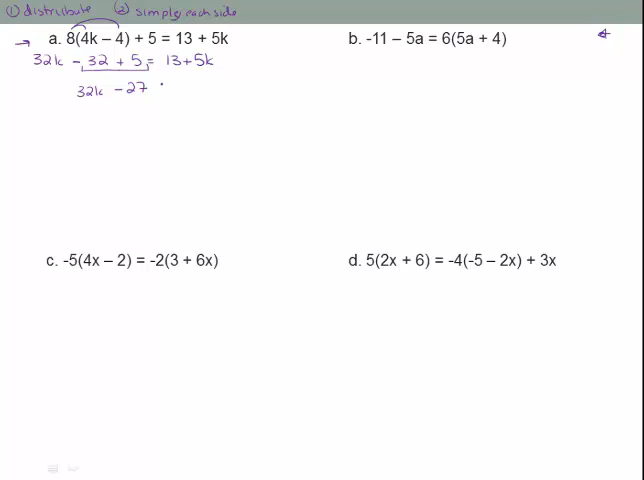 ① distribute ② simplify each side
a. 8(4k – 4) + 5 = 13 + 5k
32k - 32 + 5 = 13 + 5k
32k - 27
b. -11 – 5a = 6(5a + 4)
c. -5(4x – 2) = -2(3 + 6x)
d. 5(2x + 6) = -4(-5 – 2x) + 3x